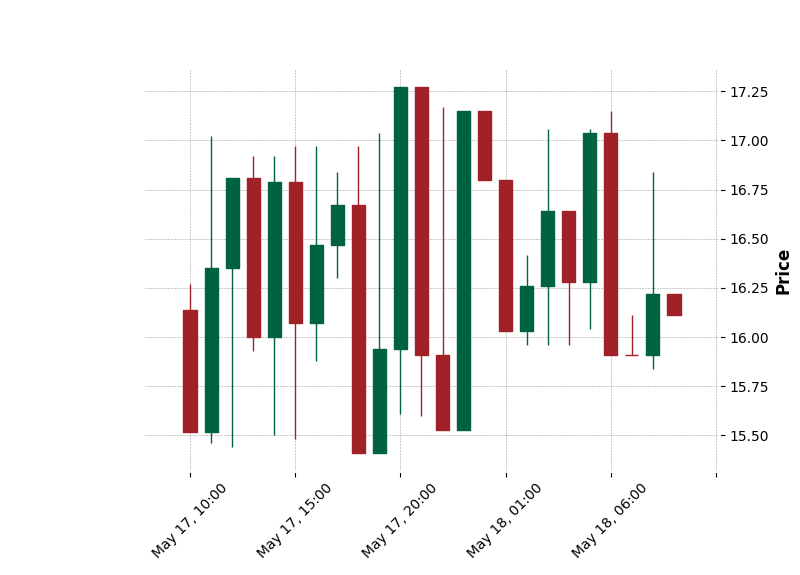 17.25
17.00
16.75
16.50
16.25
16.00
15.75
15.50
Price
May 17, 10:00
May 17, 15:00
May 17, 20:00
May 18, 01:00
May 18, 06:00